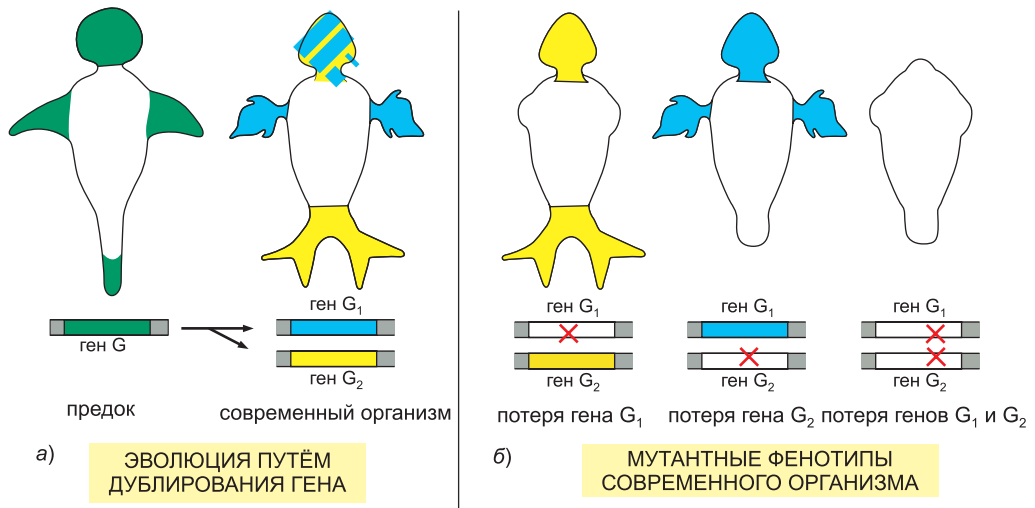 ген G
ген G₁
ген G₂
предок
современный организм
а)
ЭВОЛЮЦИЯ ПУТЁМ
ДУБЛИРОВАНИЯ ГЕНА
ген G₁
ген G₂
потеря гена G₁
ген G₁
ген G₂
потеря гена G₂
ген G₁
ген G₂
потеря генов G₁ и G₂
б)
МУТАНТНЫЕ ФЕНОТИПЫ
СОВРЕМЕННОГО ОРГАНИЗМА